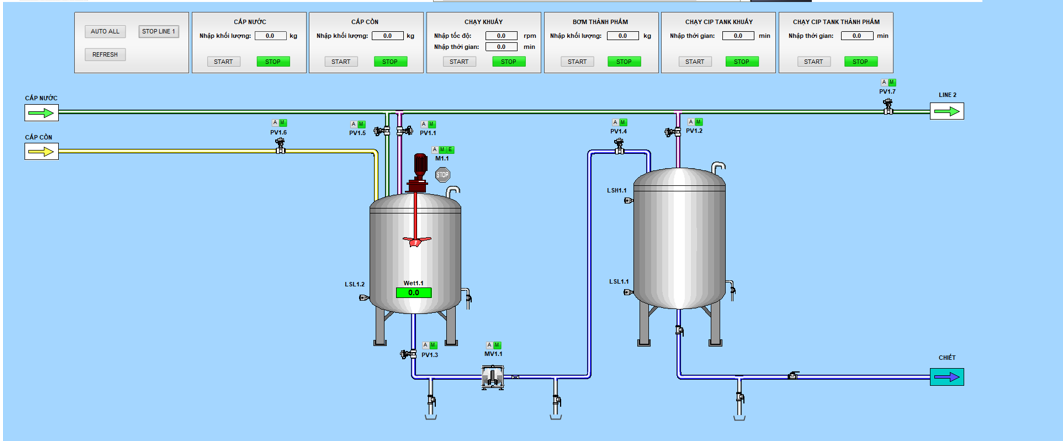 AUTO ALL
STOP LINE 1
REFRESH
CẤP NƯỚC
Nhập khối lượng: 0.0 kg
START STOP
CẤP CỒN
Nhập khối lượng: 0.0 kg
START STOP
CHẠY KHUẤY
Nhập tốc độ: 0.0 rpm
Nhập thời gian: 0.0 min
START STOP
BƠM THÀNH PHẨM
Nhập khối lượng: 0.0 kg
START STOP
CHẠY CIP TANK KHUẤY
Nhập thời gian: 0.0 min
START STOP
CHẠY CIP TANK THÀNH PHẨM
Nhập thời gian: 0.0 min
START STOP
A M
PV1.7
CẤP NƯỚC
LINE 2
A M
PV1.6
A M
PV1.5
A M
PV1.1
A M
PV1.4
A M
PV1.2
CẤP CỒN
A M S
M1.1
STOP
LSH1.1
LSL1.2
Wet1.1
0.0
LSL1.1
A M
PV1.3
A M
MV1.1
CHIẾT